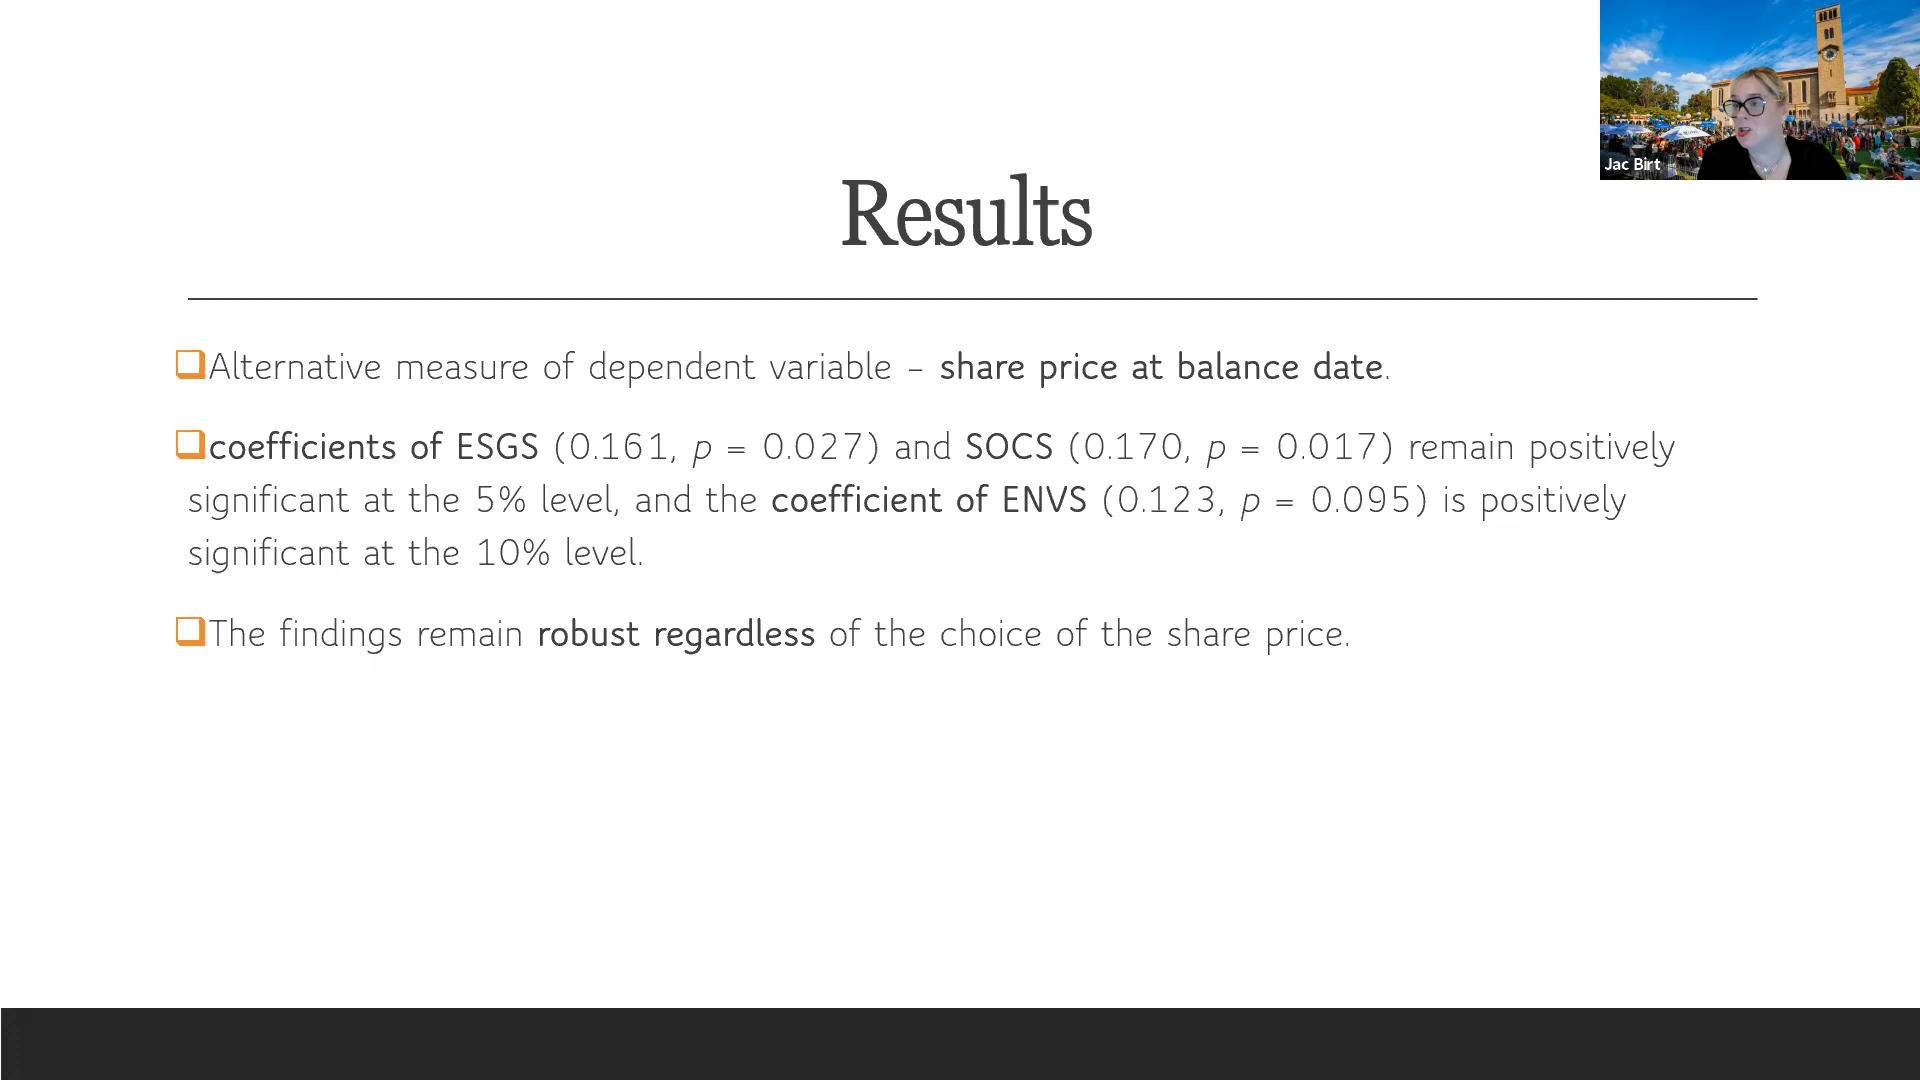 Jac Birt
Results
Alternative measure of dependent variable – share price at balance date.
coefficients of ESGS (0.161, p = 0.027) and SOCS (0.170, p = 0.017) remain positively
significant at the 5% level, and the coefficient of ENVS (0.123, p = 0.095) is positively
significant at the 10% level.
The findings remain robust regardless of the choice of the share price.